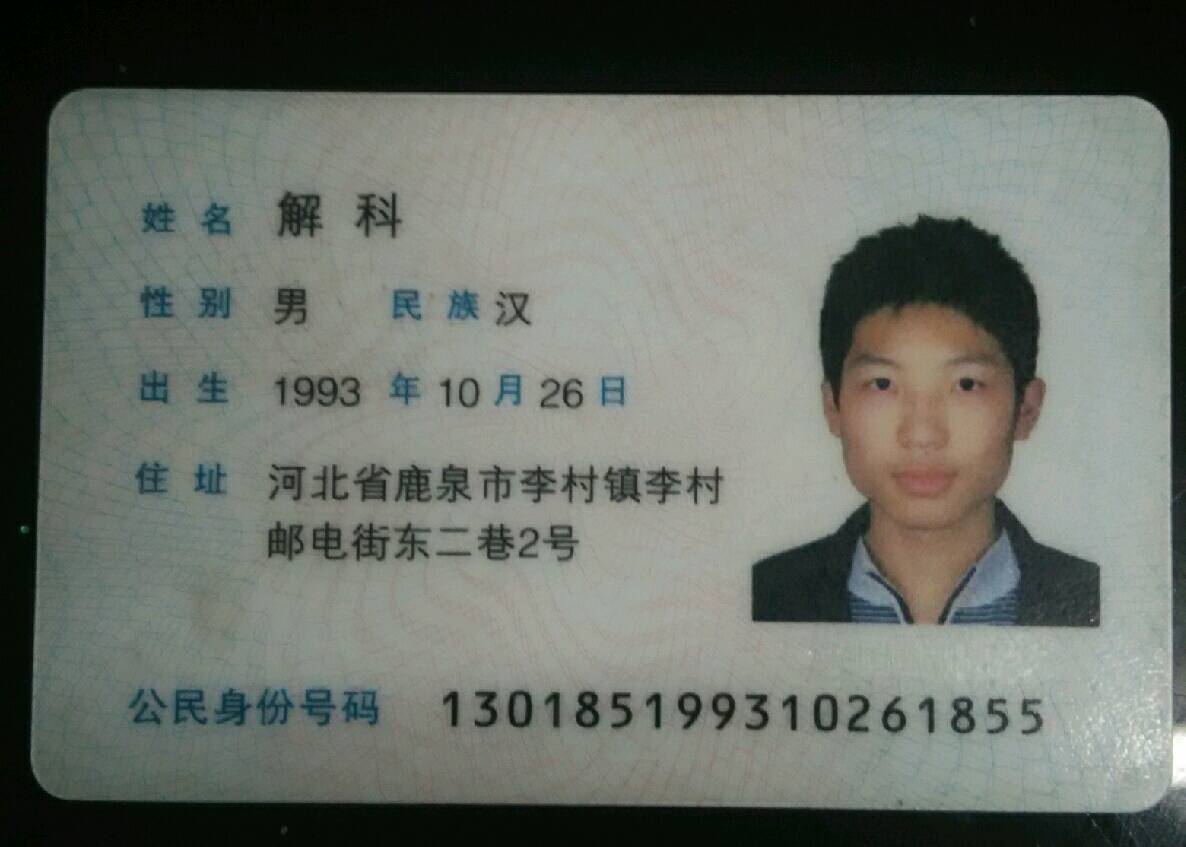 姓名 解科
性别 男 民族 汉
出生 1993 年 10 月 26 日
住址 河北省鹿泉市李村镇李村
邮电街东二巷2号
公民身份号码 130185199310261855